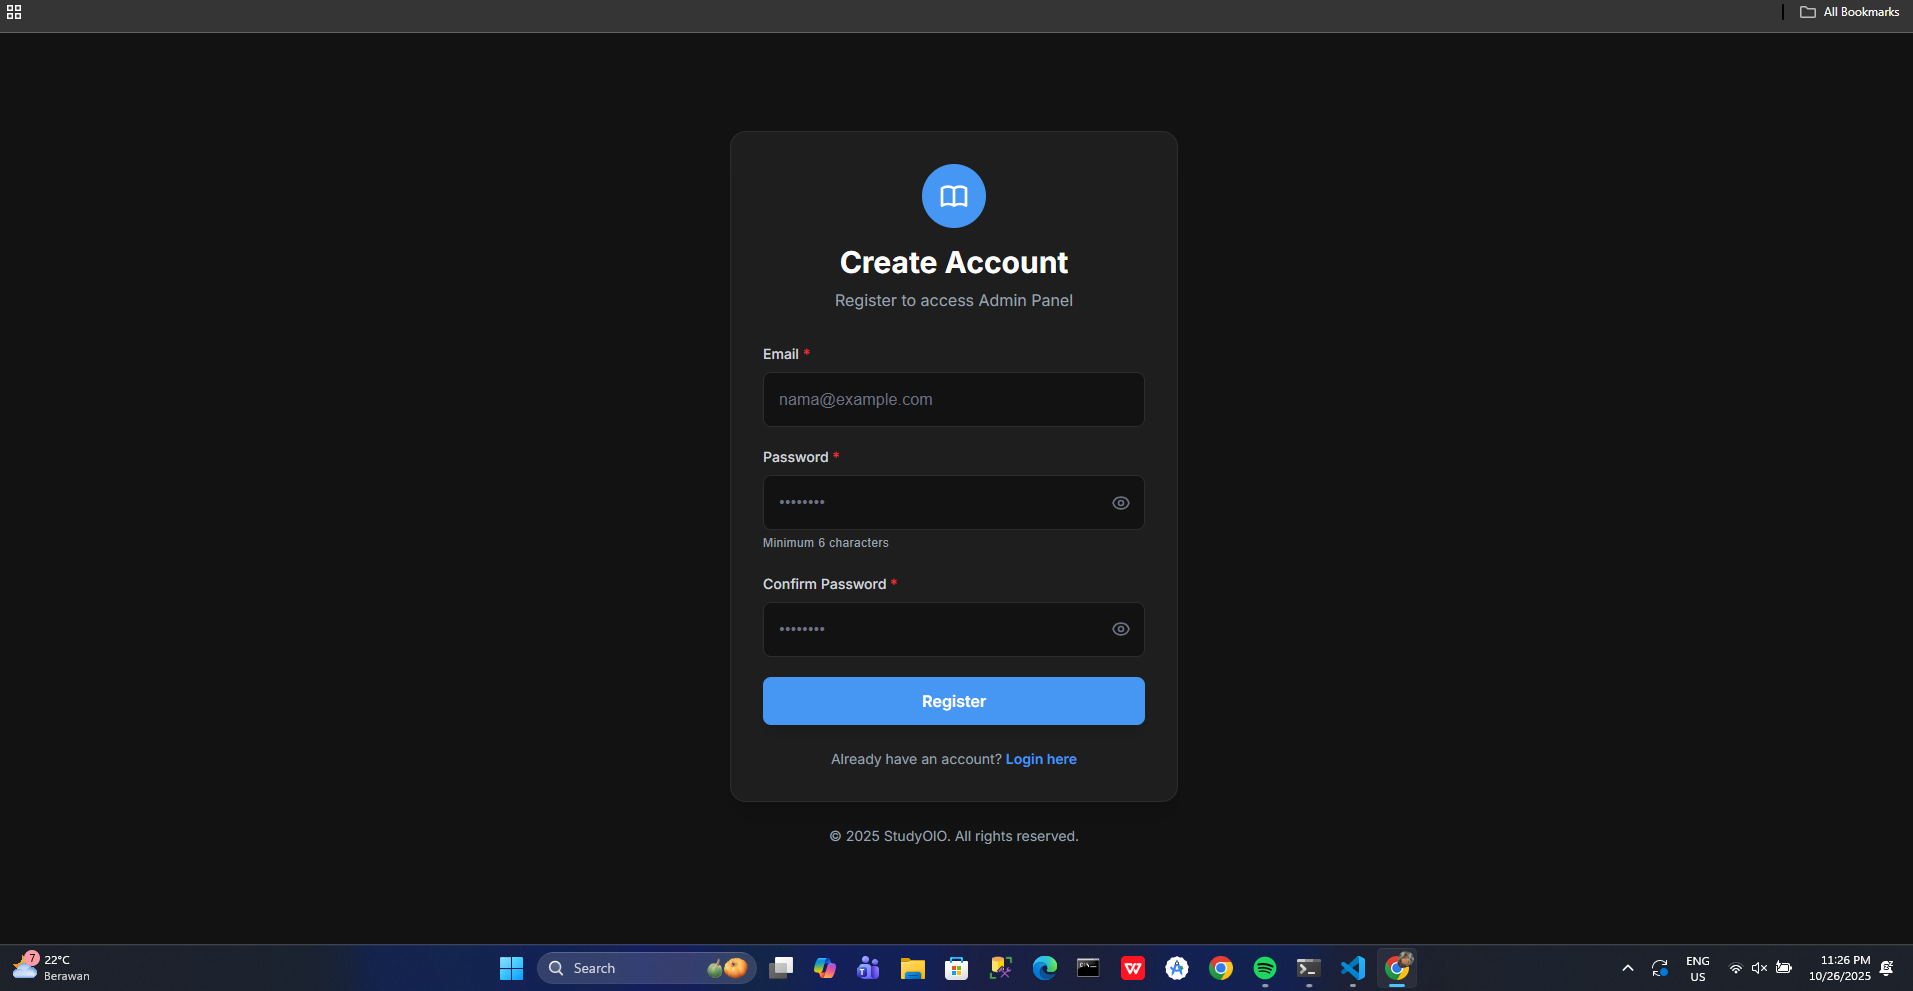 All Bookmarks
Create Account
Register to access Admin Panel
Email *
nama@example.com
Password *
••••••••
Minimum 6 characters
Confirm Password *
••••••••
Register
Already have an account? Login here
© 2025 StudyOIO. All rights reserved.
7
22°C
Berawan
Search
ENG
US
11:26 PM
10/26/2025